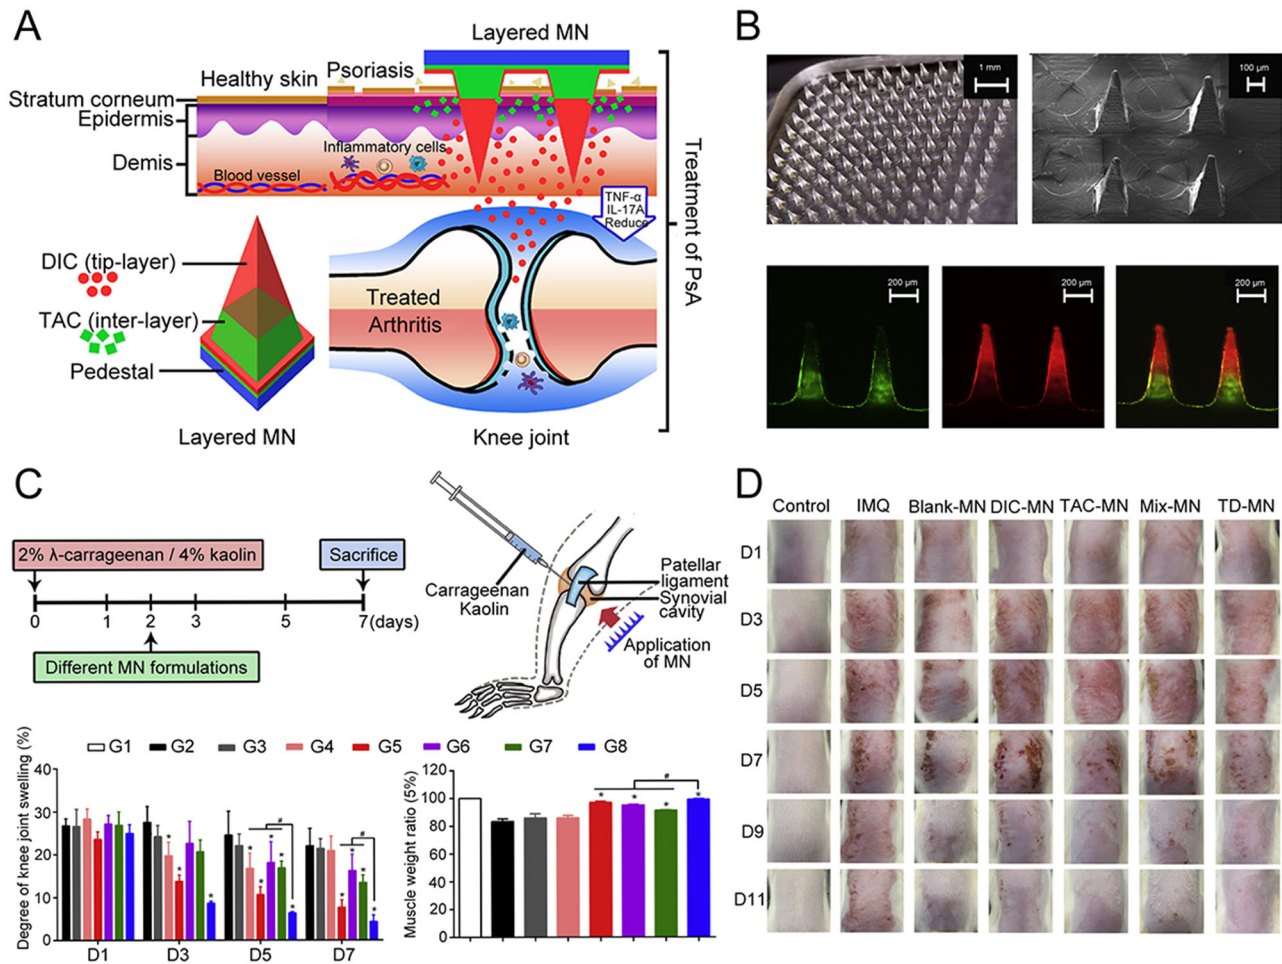 A
Layered MN
Healthy skin
Psoriasis
Stratum corneum
Epidermis
Demis
Inflammatory cells
Blood vessel
TNF-α
IL-17A
Reduce
Treatment of PsA
DIC (tip-layer)
TAC (inter-layer)
Pedestal
Layered MN
Treated
Arthritis
Knee joint
B
1 mm
100 μm
200 μm
200 μm
200 μm
C
2% λ-carrageenan / 4% kaolin
Sacrifice
0 1 2 3 5 7 (days)
Different MN formulations
Carrageenan
Kaolin
Patellar
ligament
Synovial
cavity
Application
of MN
G1 G2 G3 G4 G5 G6 G7 G8
Degree of knee joint swelling (%)
40
30
20
10
0
* * *
* * * * *
#
* * * *
#
D1 D3 D5 D7
Muscle weight ratio (5%)
120
100
80
60
40
20
0
* * * *
#
D
Control IMQ Blank-MN DIC-MN TAC-MN Mix-MN TD-MN
D1
D3
D5
D7
D9
D11